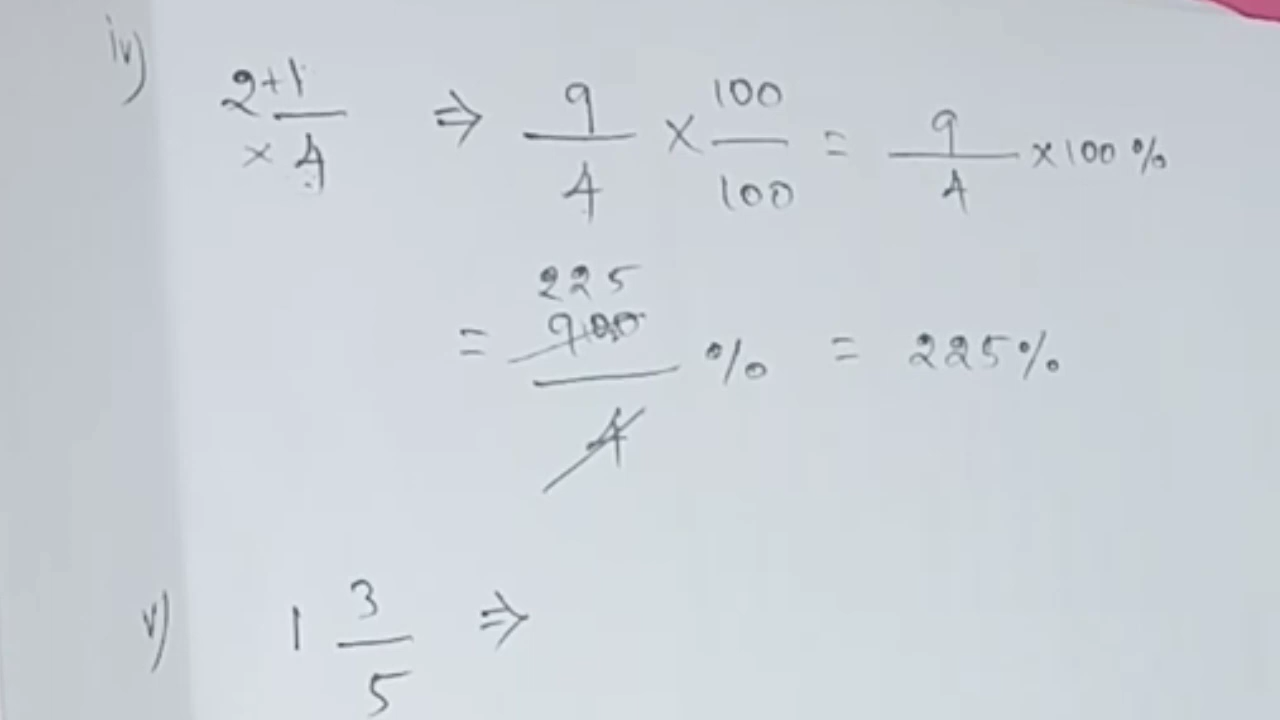 iv) 2 + 1/× 4 ⇒ 9/4 × 100/100 = 9/4 × 100 %
225
= 900/4 % = 225%
v) 1 3/5 ⇒